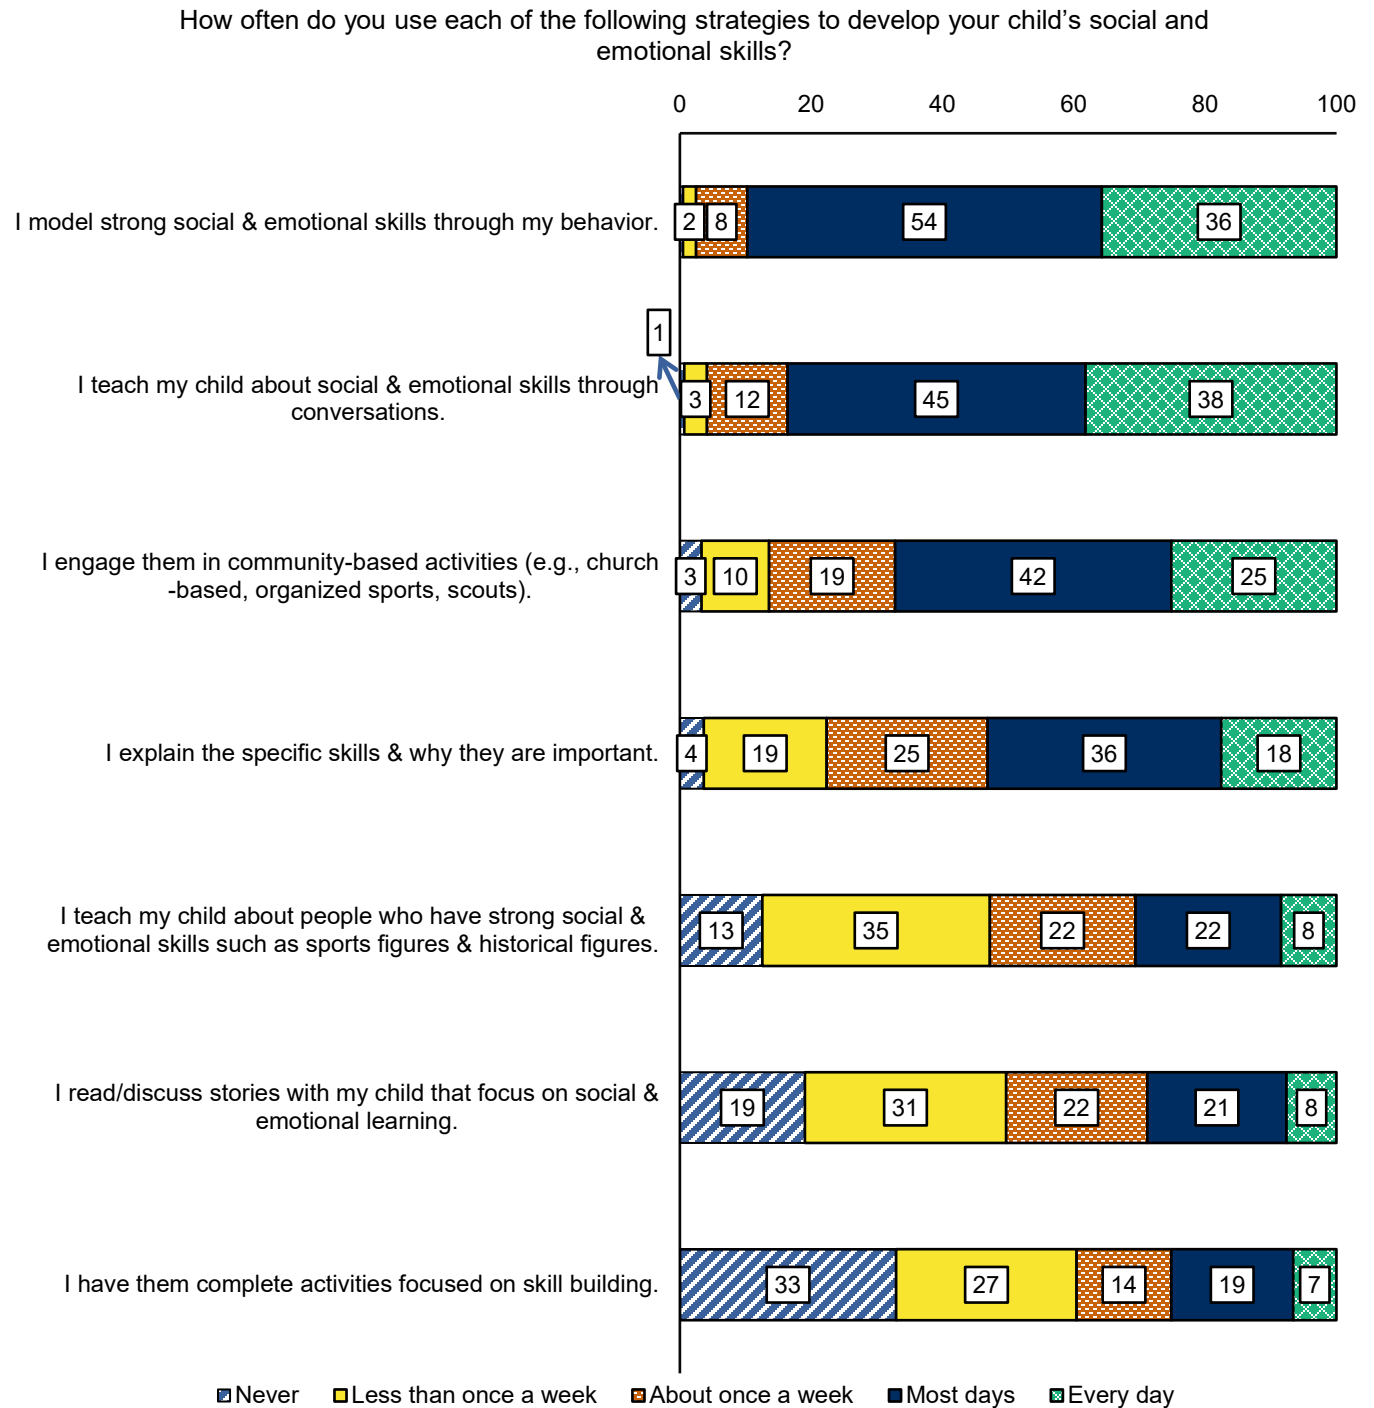 How often do you use each of the following strategies to develop your child’s social and
emotional skills?
0 20 40 60 80 100
I model strong social & emotional skills through my behavior.
2 8 54 36
1
I teach my child about social & emotional skills through
conversations.
3 12 45 38
I engage them in community-based activities (e.g., church
-based, organized sports, scouts).
3 10 19 42 25
I explain the specific skills & why they are important.
4 19 25 36 18
I teach my child about people who have strong social &
emotional skills such as sports figures & historical figures.
13 35 22 22 8
I read/discuss stories with my child that focus on social &
emotional learning.
19 31 22 21 8
I have them complete activities focused on skill building.
33 27 14 19 7
Never Less than once a week About once a week Most days Every day